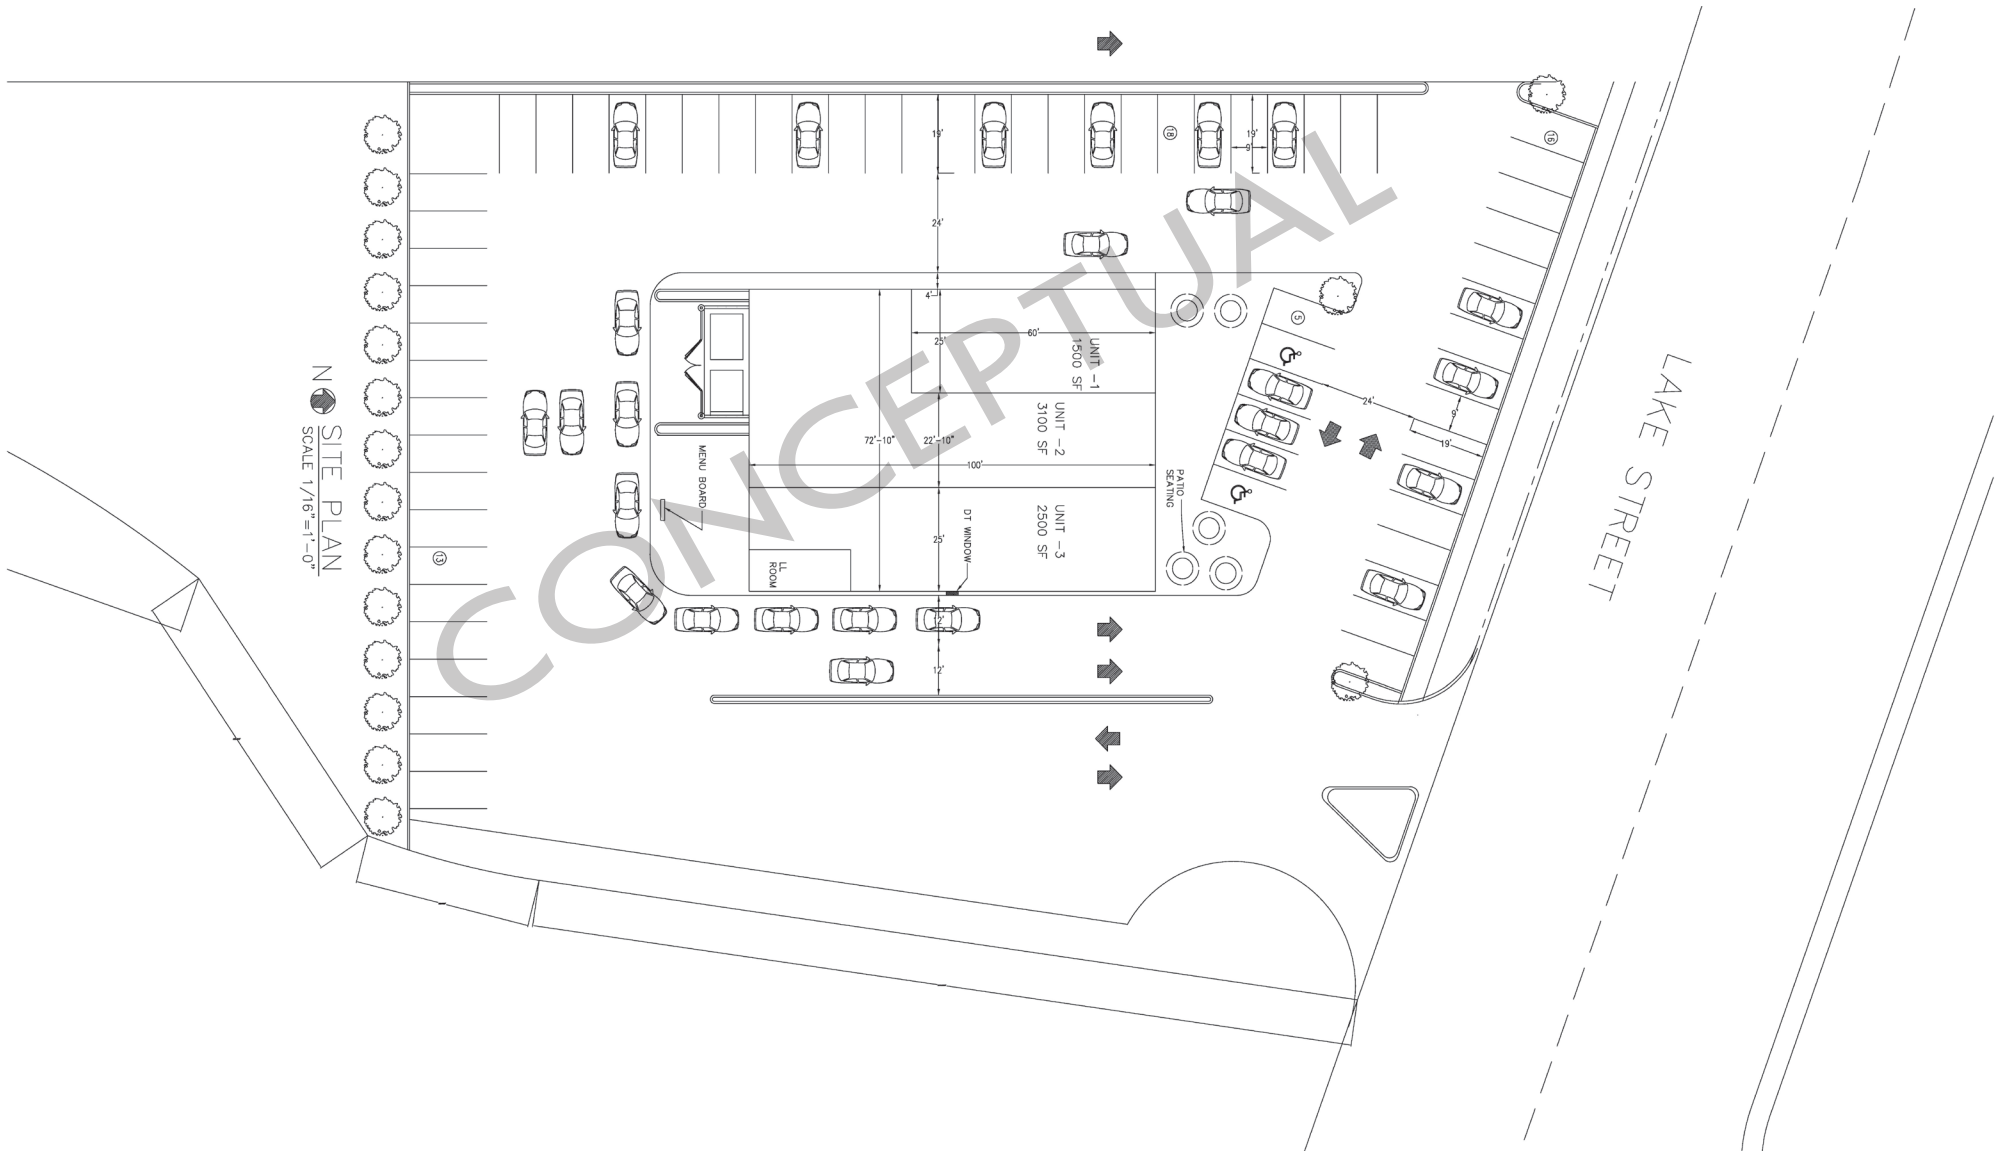 19'
18
19'
9'
16
24'
4'
60'
25'
UNIT -1
1500 SF
5
LAKE STREET
24'
9'
19'
N
SITE PLAN
SCALE 1/16"=1'-0"
72'-10"
22'-10"
UNIT -2
3100 SF
100'
MENU BOARD
PATIO
SEATING
DT WINDOW
UNIT -3
2500 SF
25'
13
LL
ROOM
12'
12'
CONCEPTUAL